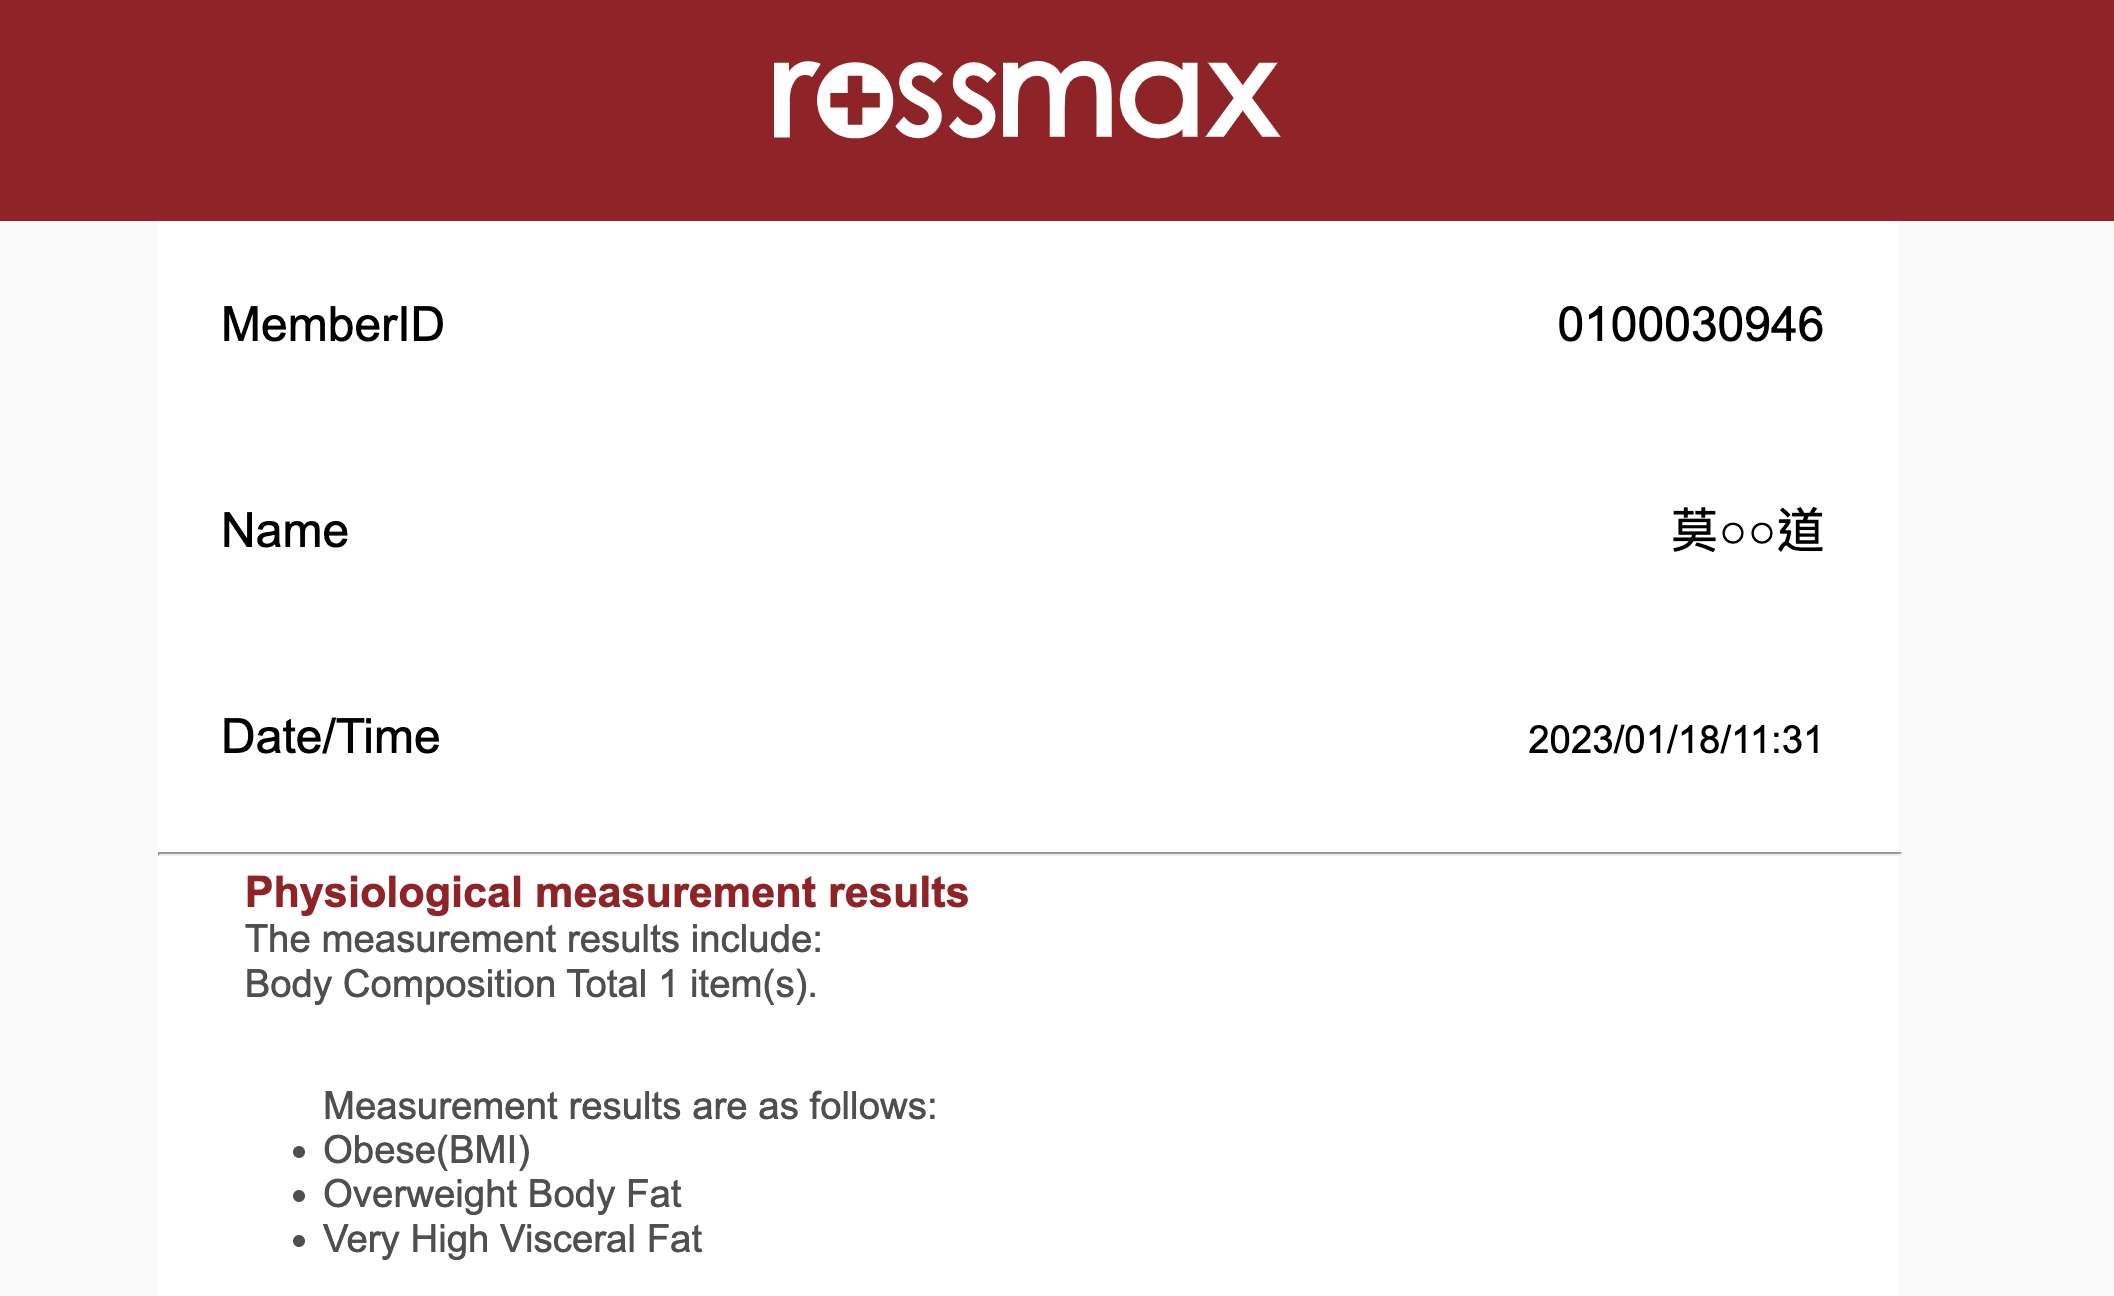 rossmax
MemberID 0100030946
Name 莫○○道
Date/Time 2023/01/18/11:31
Physiological measurement results
The measurement results include:
Body Composition Total 1 item(s).
Measurement results are as follows:
• Obese(BMI)
• Overweight Body Fat
• Very High Visceral Fat